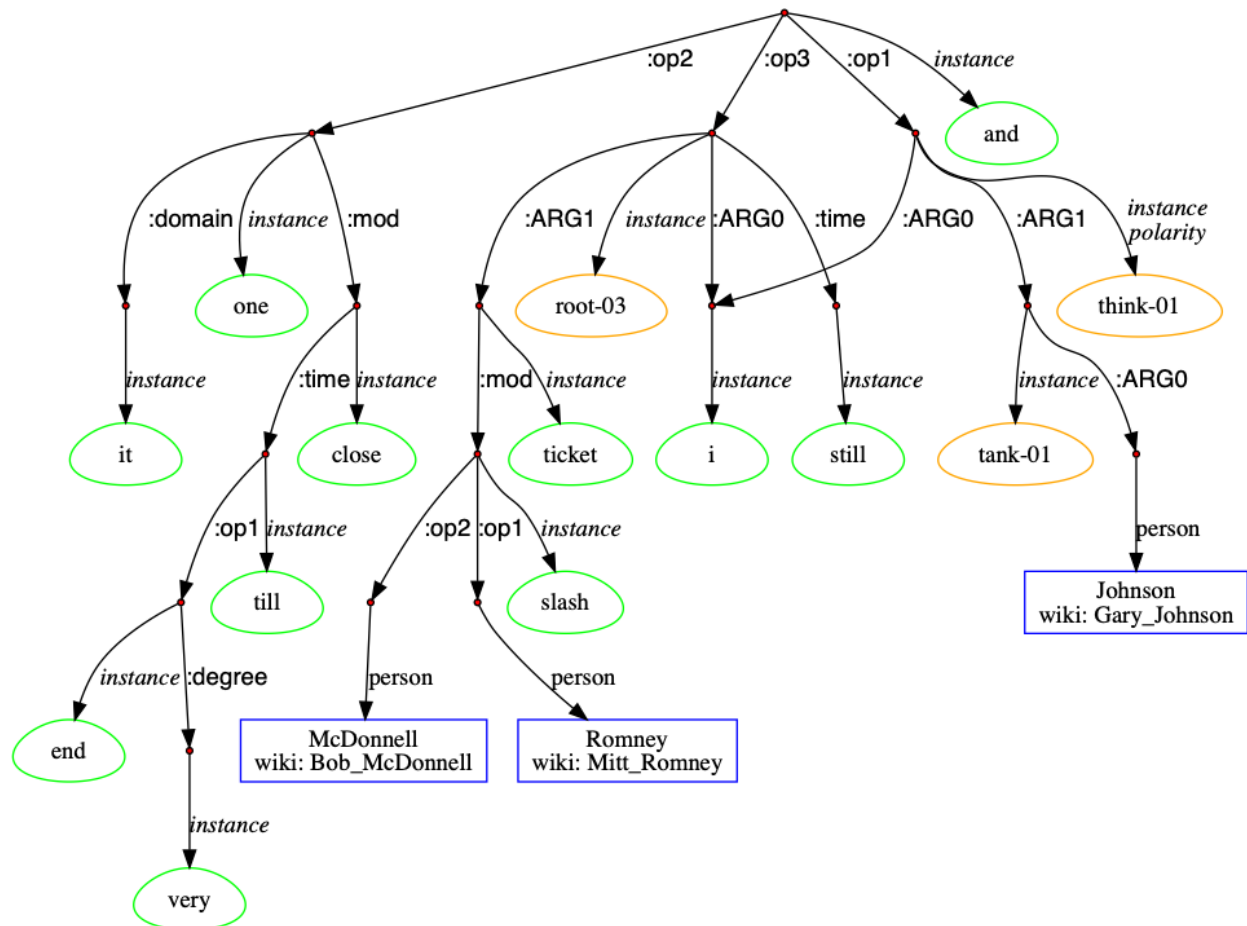 :op2
:op3
:op1
instance
and
:domain
instance
:mod
:ARG1
instance
:ARG0
:time
:ARG0
:ARG1
instance
polarity
one
root-03
think-01
instance
:time
instance
:mod
instance
instance
instance
instance
:ARG0
it
close
ticket
i
still
tank-01
:op1
instance
:op2
:op1
instance
person
till
slash
Johnson
wiki: Gary_Johnson
instance
:degree
person
person
end
McDonnell
wiki: Bob_McDonnell
Romney
wiki: Mitt_Romney
instance
very